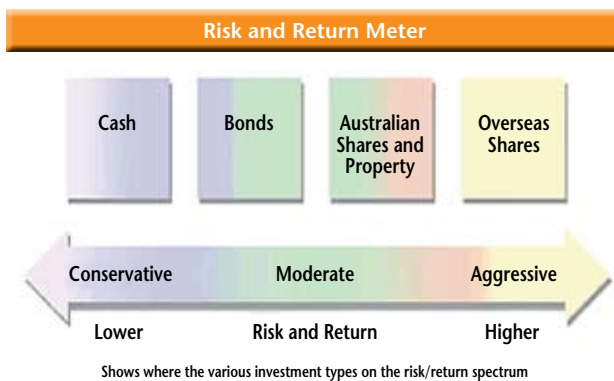 Risk and Return Meter
Cash
Bonds
Australian
Shares and
Property
Overseas
Shares
Conservative
Moderate
Aggressive
Lower
Risk and Return
Higher
Shows where the various investment types on the risk/return spectrum